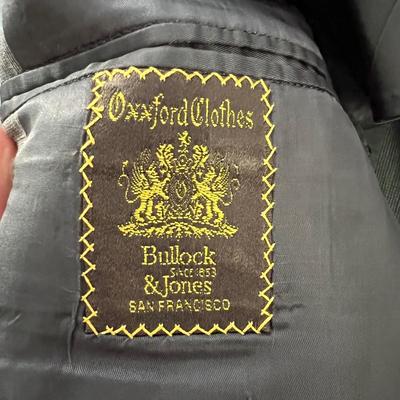 Oxxford Clothes
Bullock
SINCE 1853
& Jones
SAN FRANCISCO